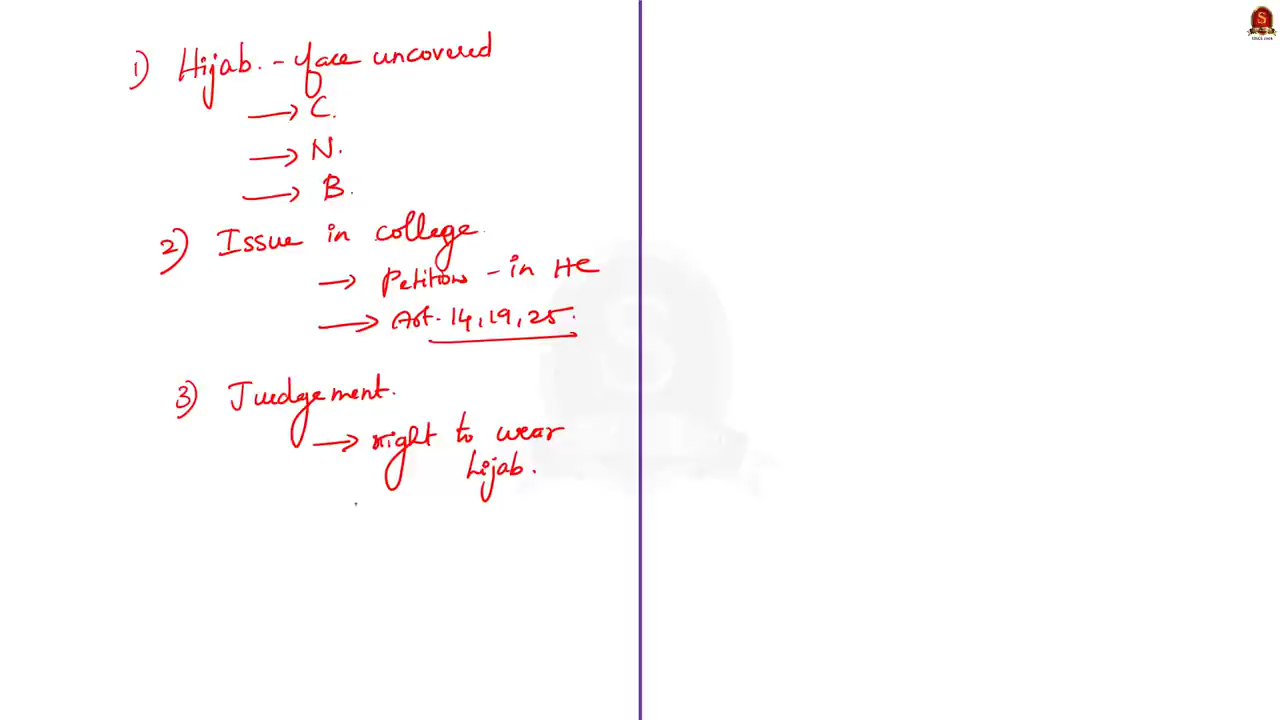 1) Hijab. - face uncovered
→ C.
→ N.
→ B.
2) Issue in college.
→ Petition - in HC
→ Art. 14, 19, 25.
3) Judgement.
→ right to wear
hijab.
S